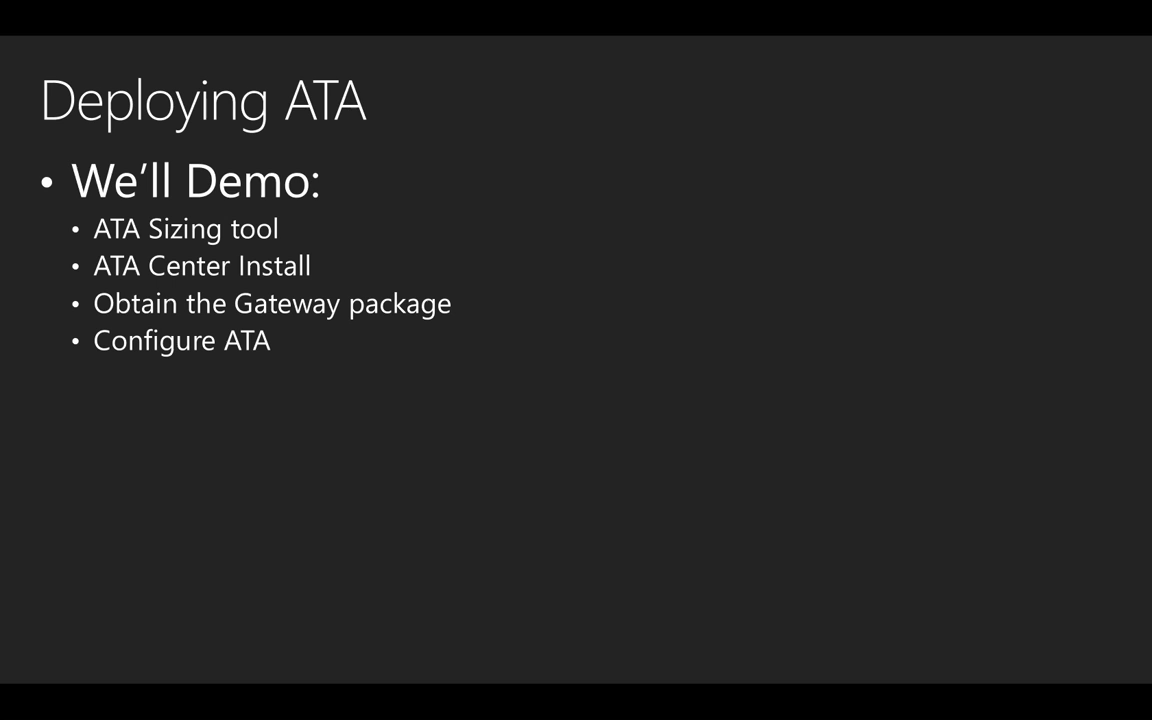 Deploying ATA
• We’ll Demo:
• ATA Sizing tool
• ATA Center Install
• Obtain the Gateway package
• Configure ATA